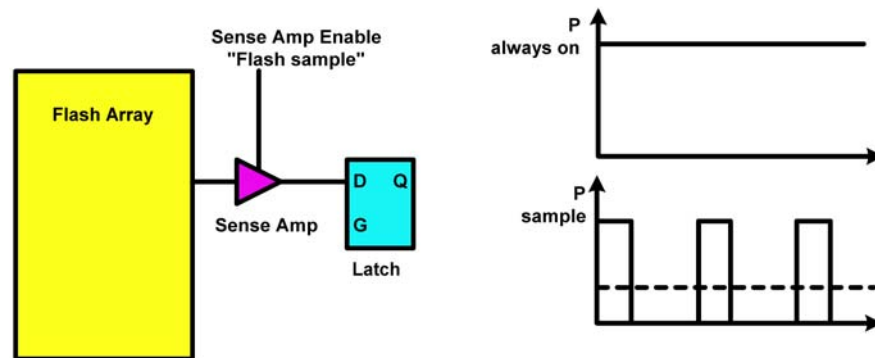 Sense Amp Enable
"Flash sample"
Flash Array
Sense Amp
D Q
G
Latch
P
always on
P
sample